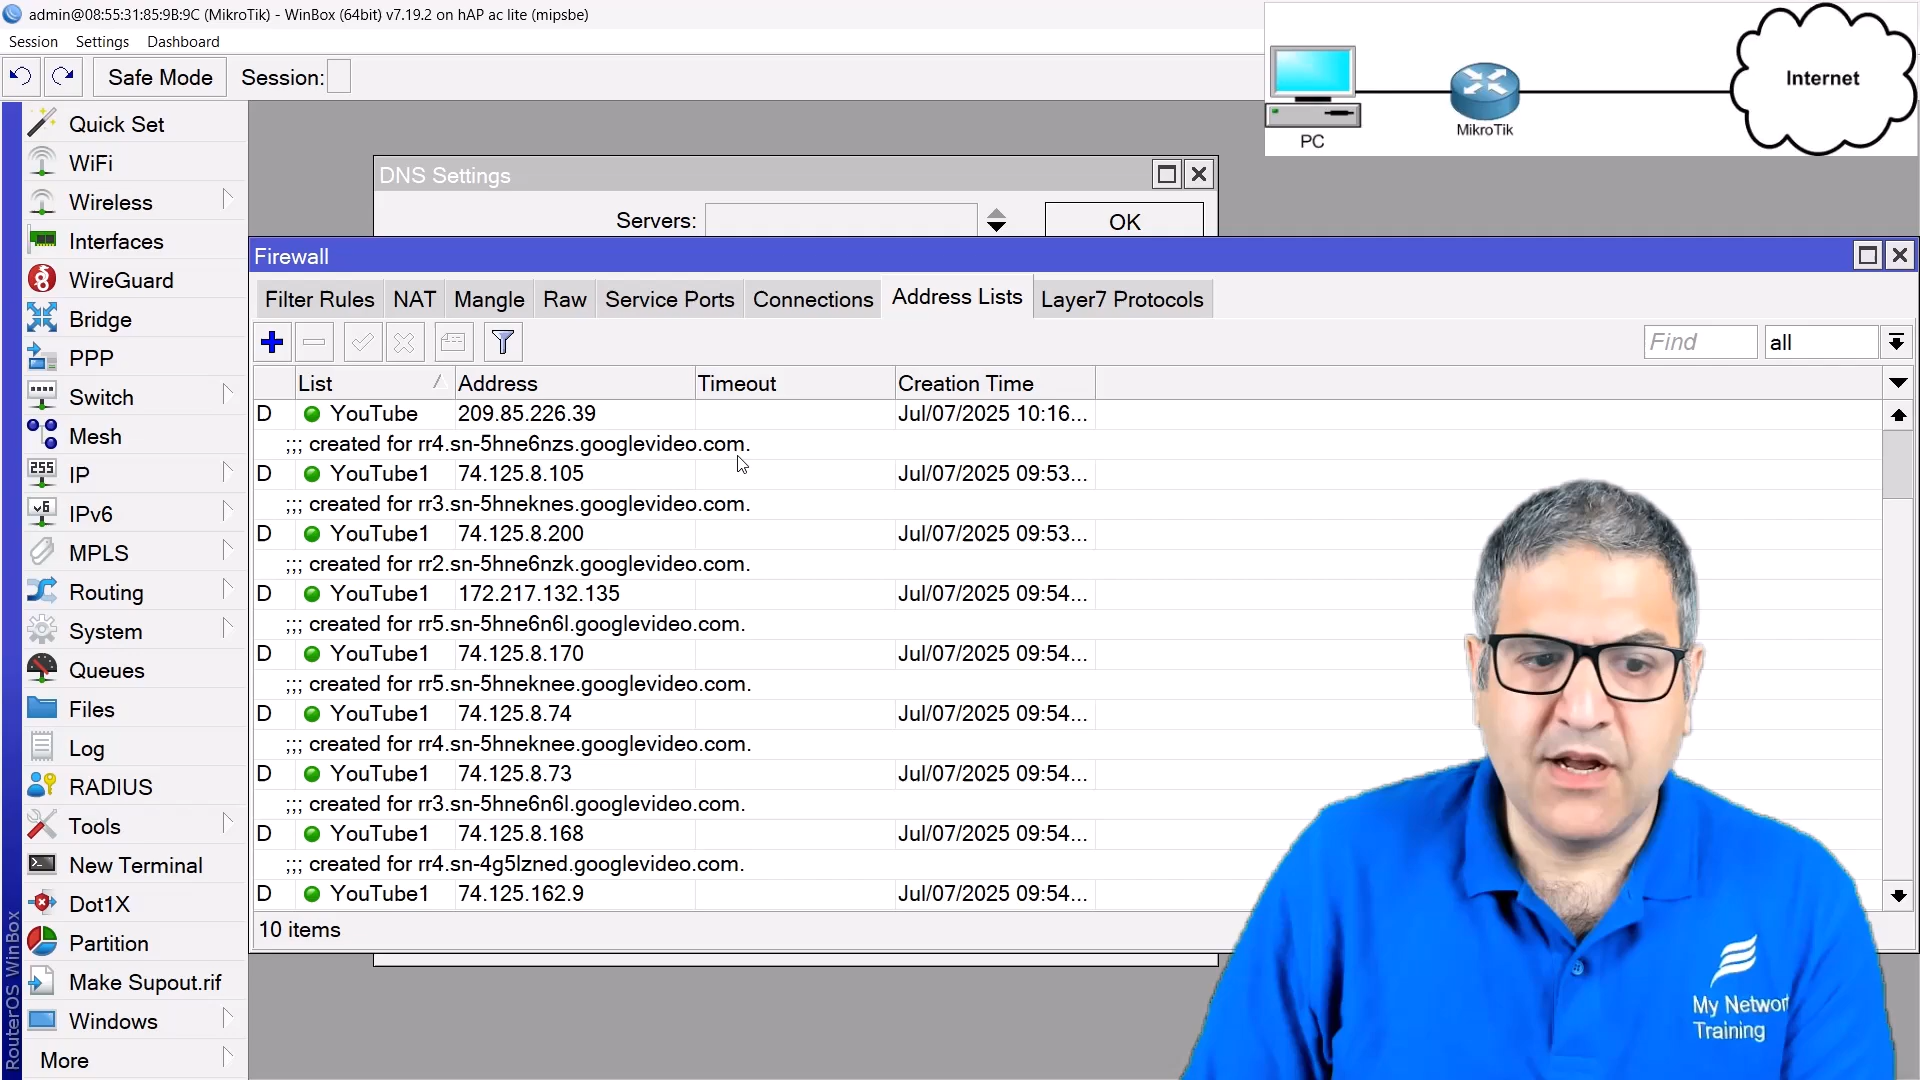 admin@08:55:31:85:9B:9C (MikroTik) - WinBox (64bit) v7.19.2 on hAP ac lite (mipsbe)
Session Settings Dashboard
Safe Mode Session:
Internet
PC
MikroTik
Quick Set
WiFi
Wireless
Interfaces
WireGuard
Bridge
PPP
Switch
Mesh
IP
IPv6
MPLS
Routing
System
Queues
Files
Log
RADIUS
Tools
New Terminal
Dot1X
Partition
Make Supout.rif
Windows
More
RouterOS WinBox
DNS Settings
Servers: OK
Firewall
Filter Rules NAT Mangle Raw Service Ports Connections Address Lists Layer7 Protocols
Find all
List Address Timeout Creation Time
D YouTube 209.85.226.39 Jul/07/2025 10:16...
;;; created for rr4.sn-5hne6nzs.googlevideo.com.
D YouTube1 74.125.8.105 Jul/07/2025 09:53...
;;; created for rr3.sn-5hneknes.googlevideo.com.
D YouTube1 74.125.8.200 Jul/07/2025 09:53...
;;; created for rr2.sn-5hne6nzk.googlevideo.com.
D YouTube1 172.217.132.135 Jul/07/2025 09:54...
;;; created for rr5.sn-5hne6n6l.googlevideo.com.
D YouTube1 74.125.8.170 Jul/07/2025 09:54...
;;; created for rr5.sn-5hneknee.googlevideo.com.
D YouTube1 74.125.8.74 Jul/07/2025 09:54...
;;; created for rr4.sn-5hneknee.googlevideo.com.
D YouTube1 74.125.8.73 Jul/07/2025 09:54...
;;; created for rr3.sn-5hne6n6l.googlevideo.com.
D YouTube1 74.125.8.168 Jul/07/2025 09:54...
;;; created for rr4.sn-4g5lzned.googlevideo.com.
D YouTube1 74.125.162.9 Jul/07/2025 09:54...
10 items
My Networ
Training